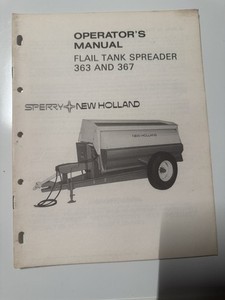 OPERATOR'S
MANUAL
FLAIL TANK SPREADER
363 AND 367
SPERRY NEW HOLLAND
NEW HOLLAND